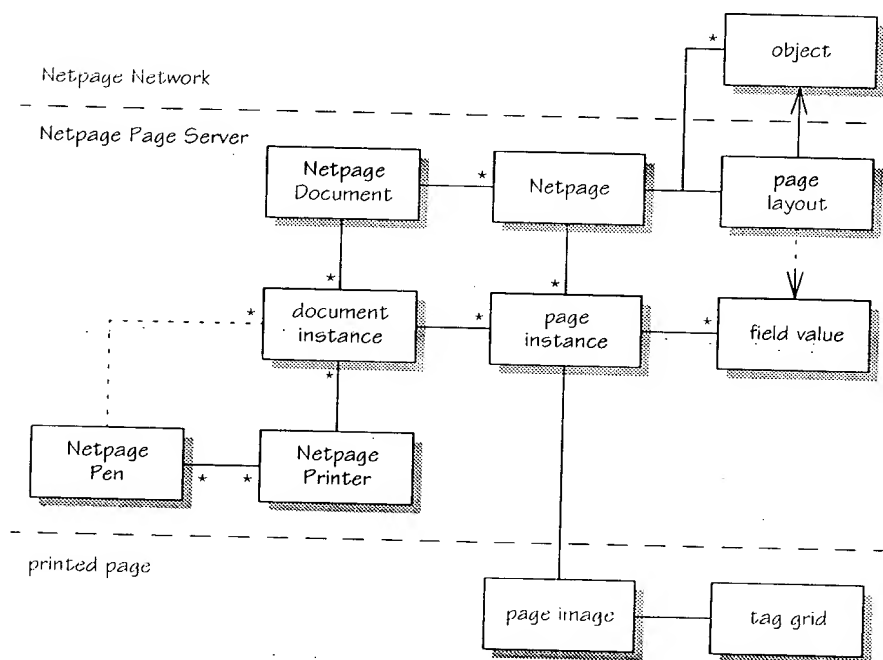 *
object
Netpage Network
Netpage Page Server
Netpage
Document
*
Netpage
page
layout
*
*
*
document
instance
*
page
instance
*
field value
*
Netpage
Pen
*
*
Netpage
Printer
printed page
page image
tag grid